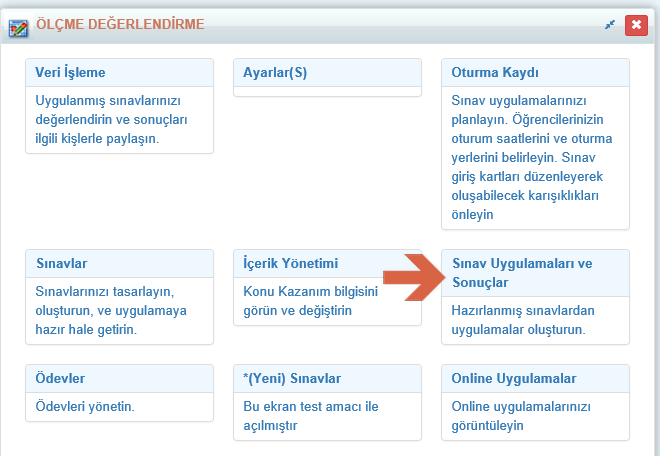 ÖLÇME DEĞERLENDİRME
Veri İşleme
Uygulanmış sınavlarınızı
değerlendirin ve sonuçları
ilgili kişlerle paylaşın.
Ayarlar(S)
Oturma Kaydı
Sınav uygulamalarınızı
planlayın. Öğrencilerinizin
oturum saatlerini ve oturma
yerlerini belirleyin. Sınav
giriş kartları düzenleyerek
oluşabilecek karışıklıkları
önleyin
Sınavlar
Sınavlarınızı tasarlayın,
oluşturun, ve uygulamaya
hazır hale getirin.
İçerik Yönetimi
Konu Kazanım bilgisini
görün ve değiştirin
Sınav Uygulamaları ve
Sonuçlar
Hazırlanmış sınavlardan
uygulamalar oluşturun.
Ödevler
Ödevleri yönetin.
*(Yeni) Sınavlar
Bu ekran test amacı ile
açılmıştır
Online Uygulamalar
Online uygulamalarınızı
görüntüleyin